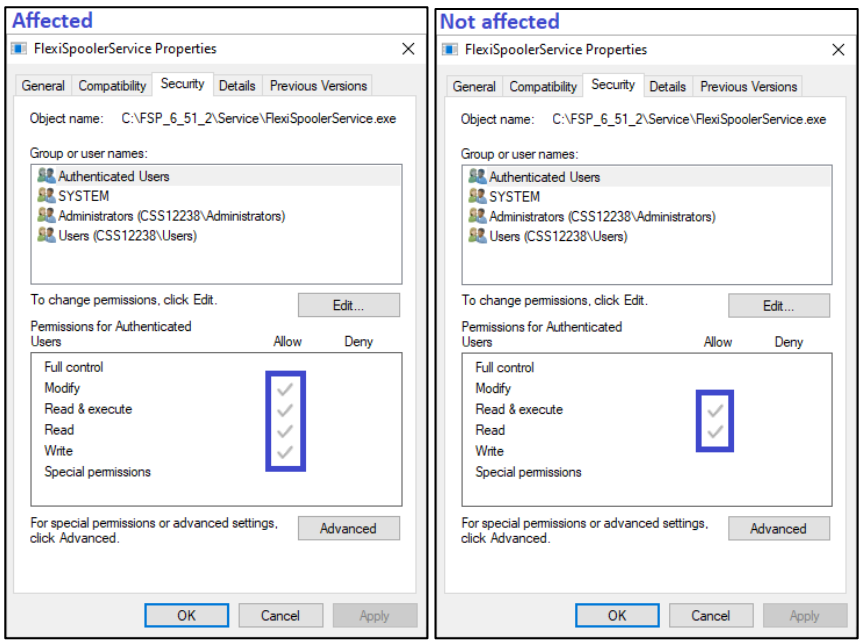 Affected
FlexiSpoolerService Properties
General Compatibility Security Details Previous Versions
Object name: C:\FSP_6_51_2\Service\FlexiSpoolerService.exe
Group or user names:
Authenticated Users
SYSTEM
Administrators (CSS12238\Administrators)
Users (CSS12238\Users)
To change permissions, click Edit.
Edit...
Permissions for Authenticated
Users Allow Deny
Full control
Modify
Read & execute
Read
Write
Special permissions
For special permissions or advanced settings,
click Advanced.
Advanced
OK Cancel Apply
Not affected
FlexiSpoolerService Properties
General Compatibility Security Details Previous Versions
Object name: C:\FSP_6_51_2\Service\FlexiSpoolerService.exe
Group or user names:
Authenticated Users
SYSTEM
Administrators (CSS12238\Administrators)
Users (CSS12238\Users)
To change permissions, click Edit.
Edit...
Permissions for Authenticated
Users Allow Deny
Full control
Modify
Read & execute
Read
Write
Special permissions
For special permissions or advanced settings,
click Advanced.
Advanced
OK Cancel Apply